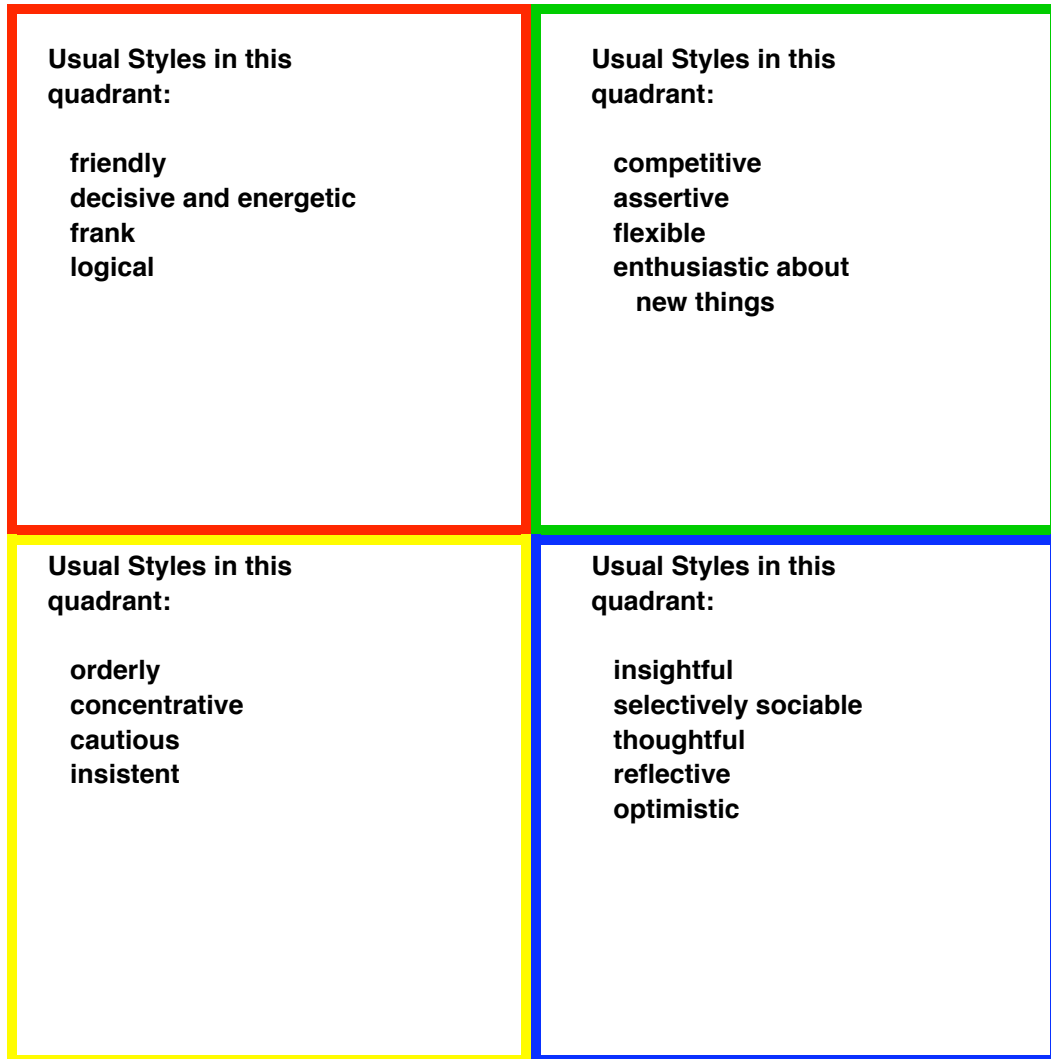 Usual Styles in this
quadrant:
friendly
decisive and energetic
frank
logical
Usual Styles in this
quadrant:
competitive
assertive
flexible
enthusiastic about
new things
Usual Styles in this
quadrant:
orderly
concentrative
cautious
insistent
Usual Styles in this
quadrant:
insightful
selectively sociable
thoughtful
reflective
optimistic